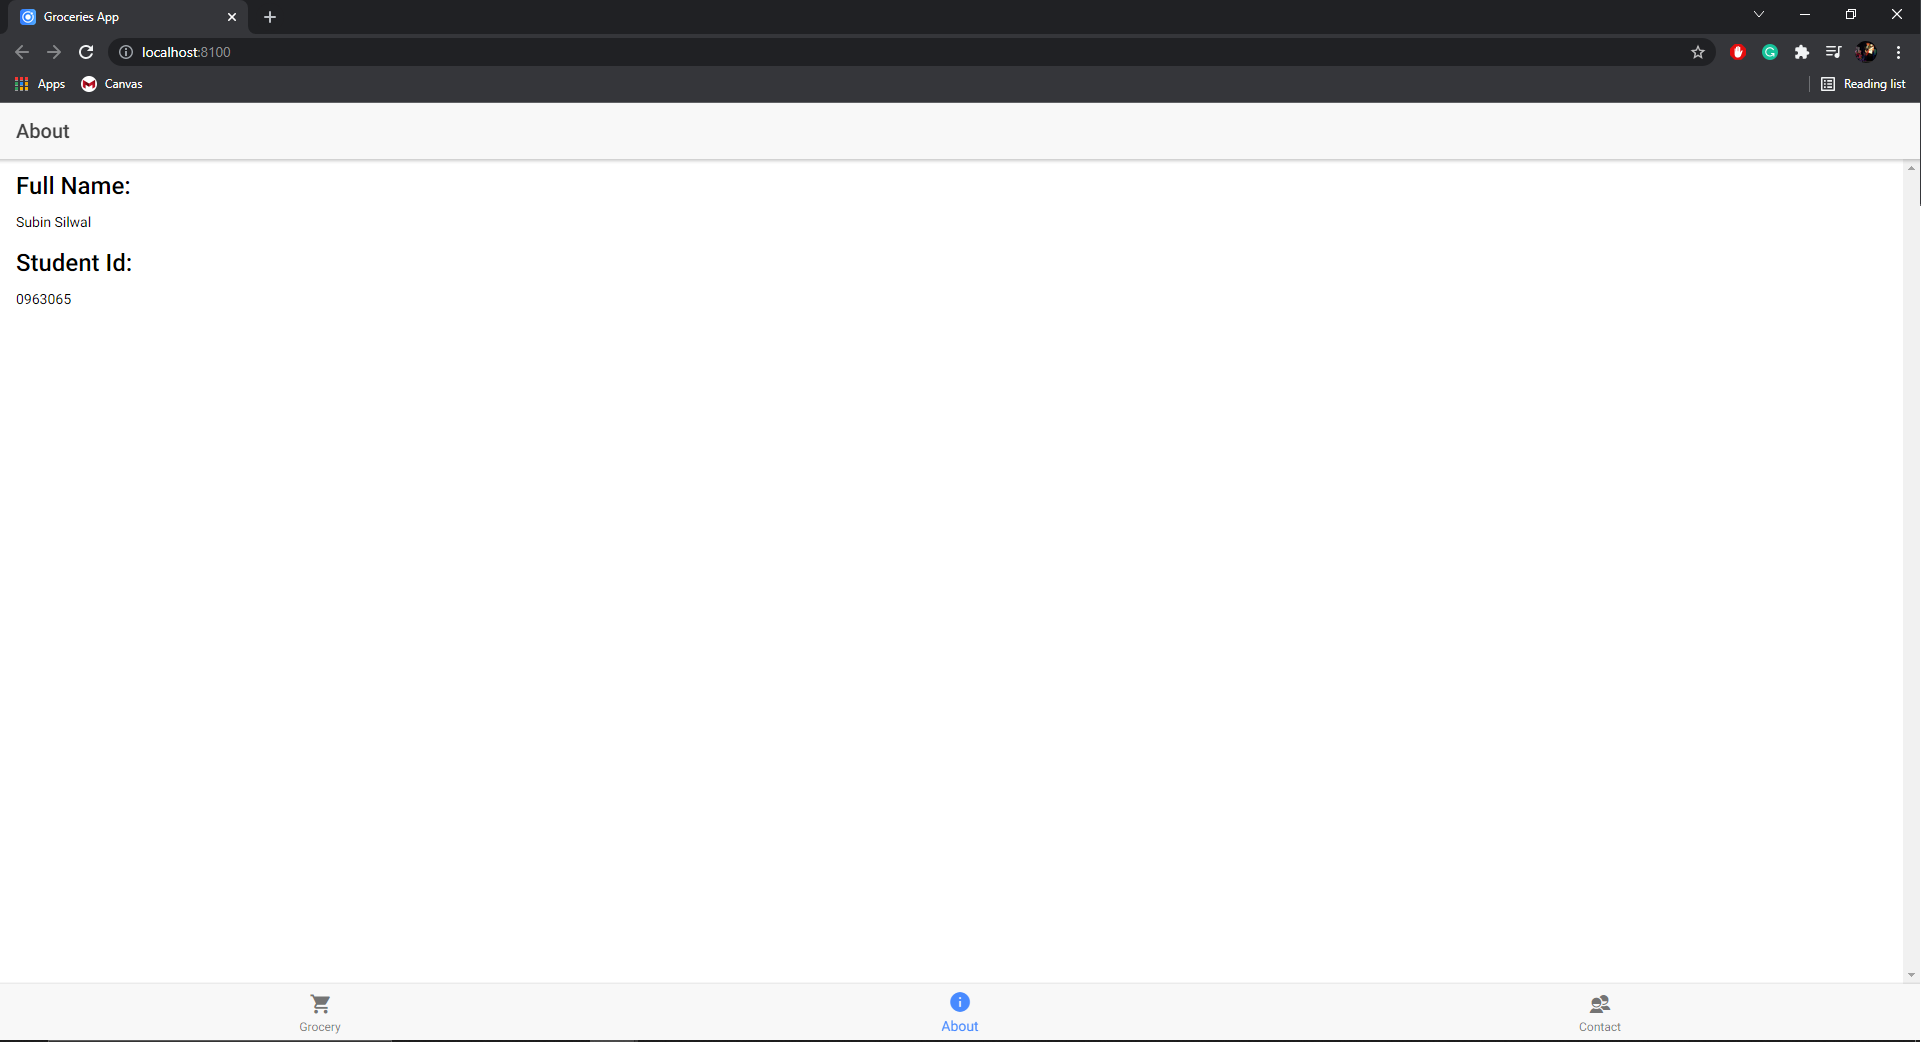 Groceries App
localhost:8100
Apps
Canvas
Reading list
About
Full Name:
Subin Silwal
Student Id:
0963065
Grocery
About
Contact